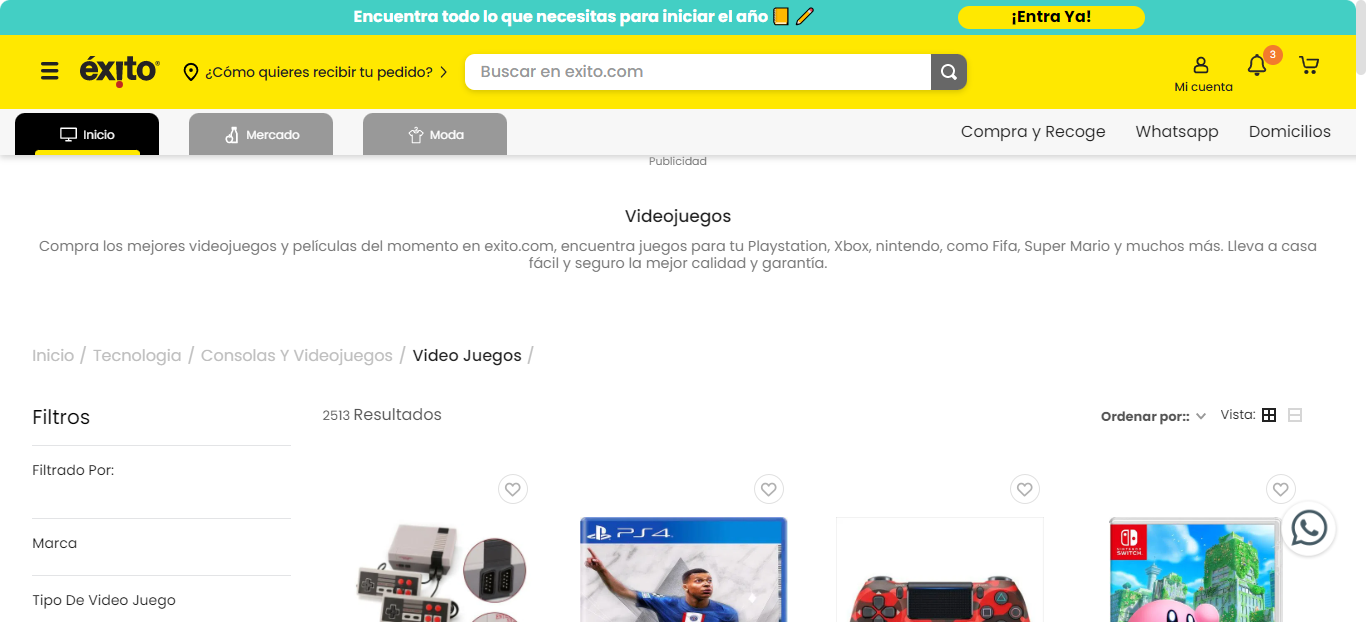 Encuentra todo lo que necesitas para iniciar el año
¡Entra Ya!
éxito
¿Cómo quieres recibir tu pedido?
Buscar en exito.com
Mi cuenta
3
Inicio
Mercado
Moda
Compra y Recoge
Whatsapp
Domicilios
Publicidad
Videojuegos
Compra los mejores videojuegos y películas del momento en exito.com, encuentra juegos para tu Playstation, Xbox, nintendo, como Fifa, Super Mario y muchos más. Lleva a casa
fácil y seguro la mejor calidad y garantía.
Inicio / Tecnologia / Consolas Y Videojuegos / Video Juegos /
Filtros
2513 Resultados
Ordenar por::
Vista:
Filtrado Por:
Marca
Tipo De Video Juego
PS4
NINTENDO
SWITCH